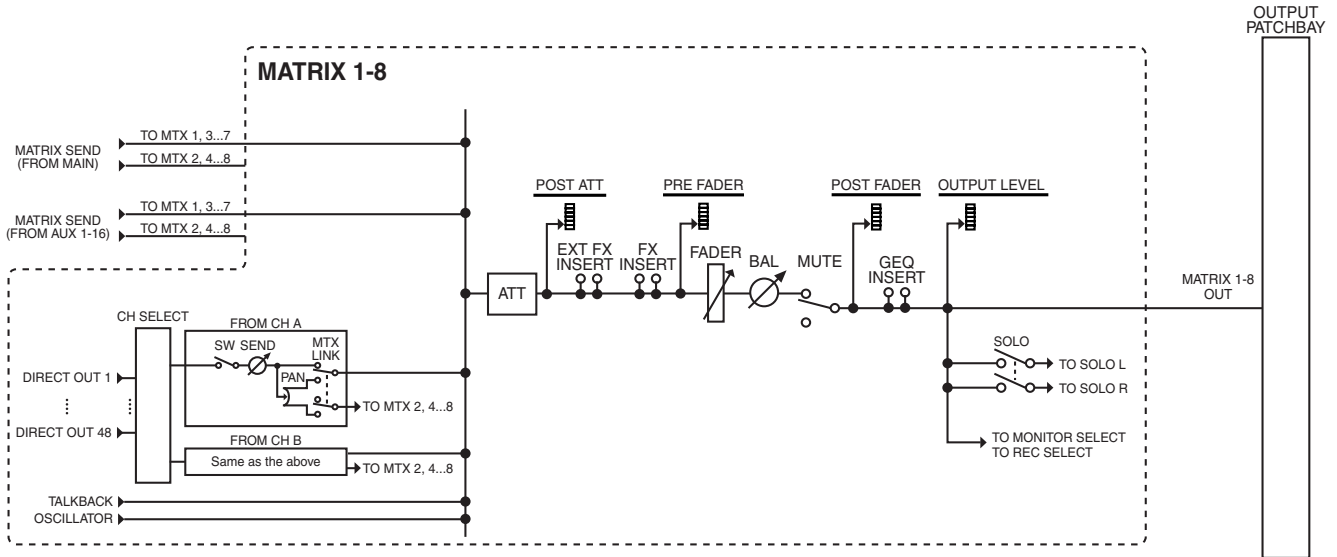 OUTPUT
PATCHBAY
MATRIX 1-8
MATRIX SEND
(FROM MAIN)
TO MTX 1, 3...7
TO MTX 2, 4...8
MATRIX SEND
(FROM AUX 1-16)
TO MTX 1, 3...7
TO MTX 2, 4...8
POST ATT
PRE FADER
POST FADER
OUTPUT LEVEL
EXT FX
INSERT
FX
INSERT
FADER
BAL
MUTE
GEQ
INSERT
ATT
MATRIX 1-8
OUT
CH SELECT
FROM CH A
SW SEND
MTX
LINK
PAN
DIRECT OUT 1
DIRECT OUT 48
TO MTX 2, 4...8
FROM CH B
Same as the above
TO MTX 2, 4...8
SOLO
TO SOLO L
TO SOLO R
TO MONITOR SELECT
TO REC SELECT
TALKBACK
OSCILLATOR